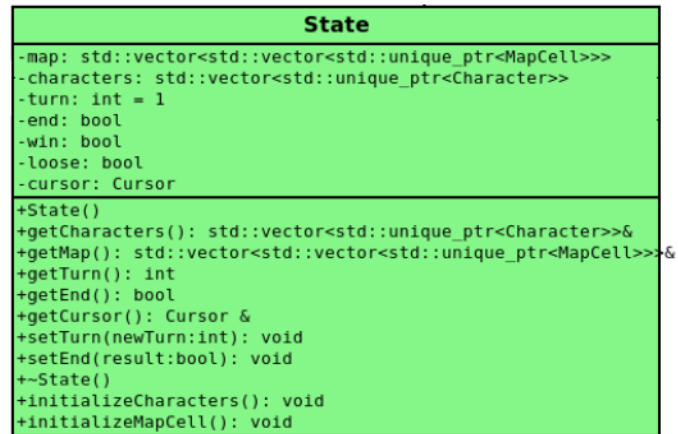 State
-map: std::vector<std::vector<std::unique_ptr<MapCell>>>
-characters: std::vector<std::unique_ptr<Character>>
-turn: int = 1
-end: bool
-win: bool
-loose: bool
-cursor: Cursor
+State()
+getCharacters(): std::vector<std::unique_ptr<Character>>&
+getMap(): std::vector<std::vector<std::unique_ptr<MapCell>>>&
+getTurn(): int
+getEnd(): bool
+getCursor(): Cursor &
+setTurn(newTurn:int): void
+setEnd(result:bool): void
+~State()
+initializeCharacters(): void
+initializeMapCell(): void